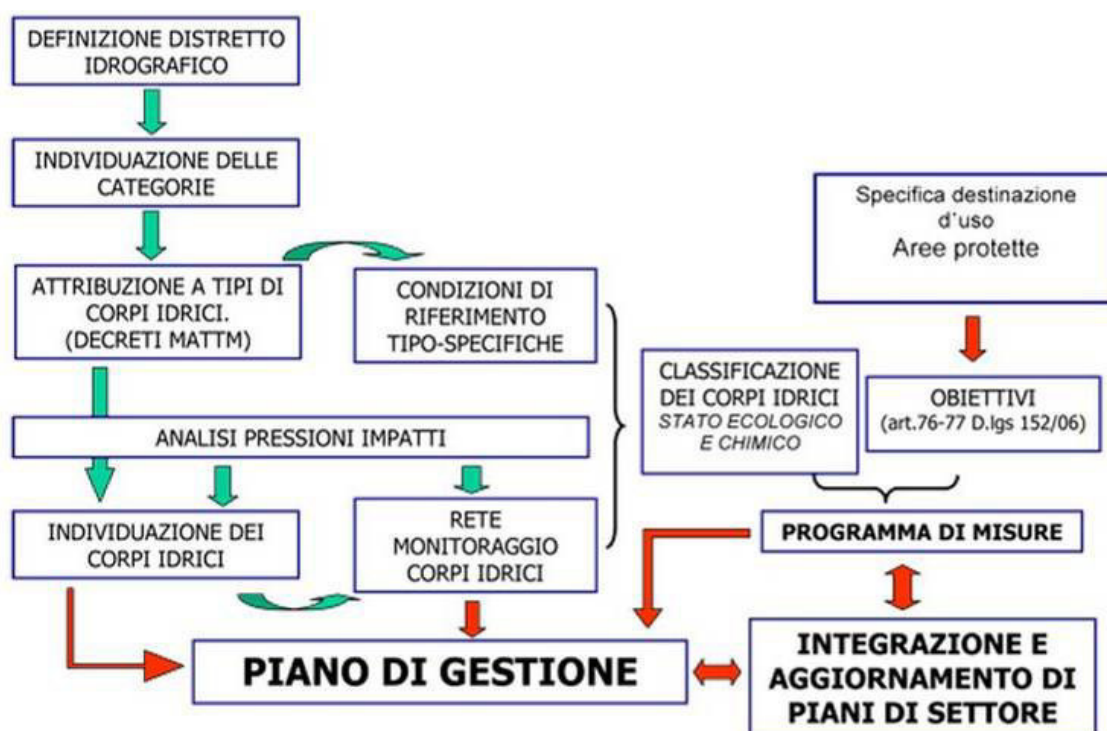 DEFINIZIONE DISTRETTO
IDROGRAFICO
INDIVIDUAZIONE DELLE
CATEGORIE
Specifica destinazione
d'uso
Aree protette
ATTRIBUZIONE A TIPI DI
CORPI IDRICI.
(DECRETI MATTM)
CONDIZIONI DI
RIFERIMENTO
TIPO-SPECIFICHE
CLASSIFICAZIONE
DEI CORPI IDRICI
STATO ECOLOGICO
E CHIMICO
OBIETTIVI
(art.76-77 D.lgs 152/06)
ANALISI PRESSIONI IMPATTI
INDIVIDUAZIONE DEI
CORPI IDRICI
RETE
MONITORAGGIO
CORPI IDRICI
PROGRAMMA DI MISURE
PIANO DI GESTIONE
INTEGRAZIONE E
AGGIORNAMENTO DI
PIANI DI SETTORE